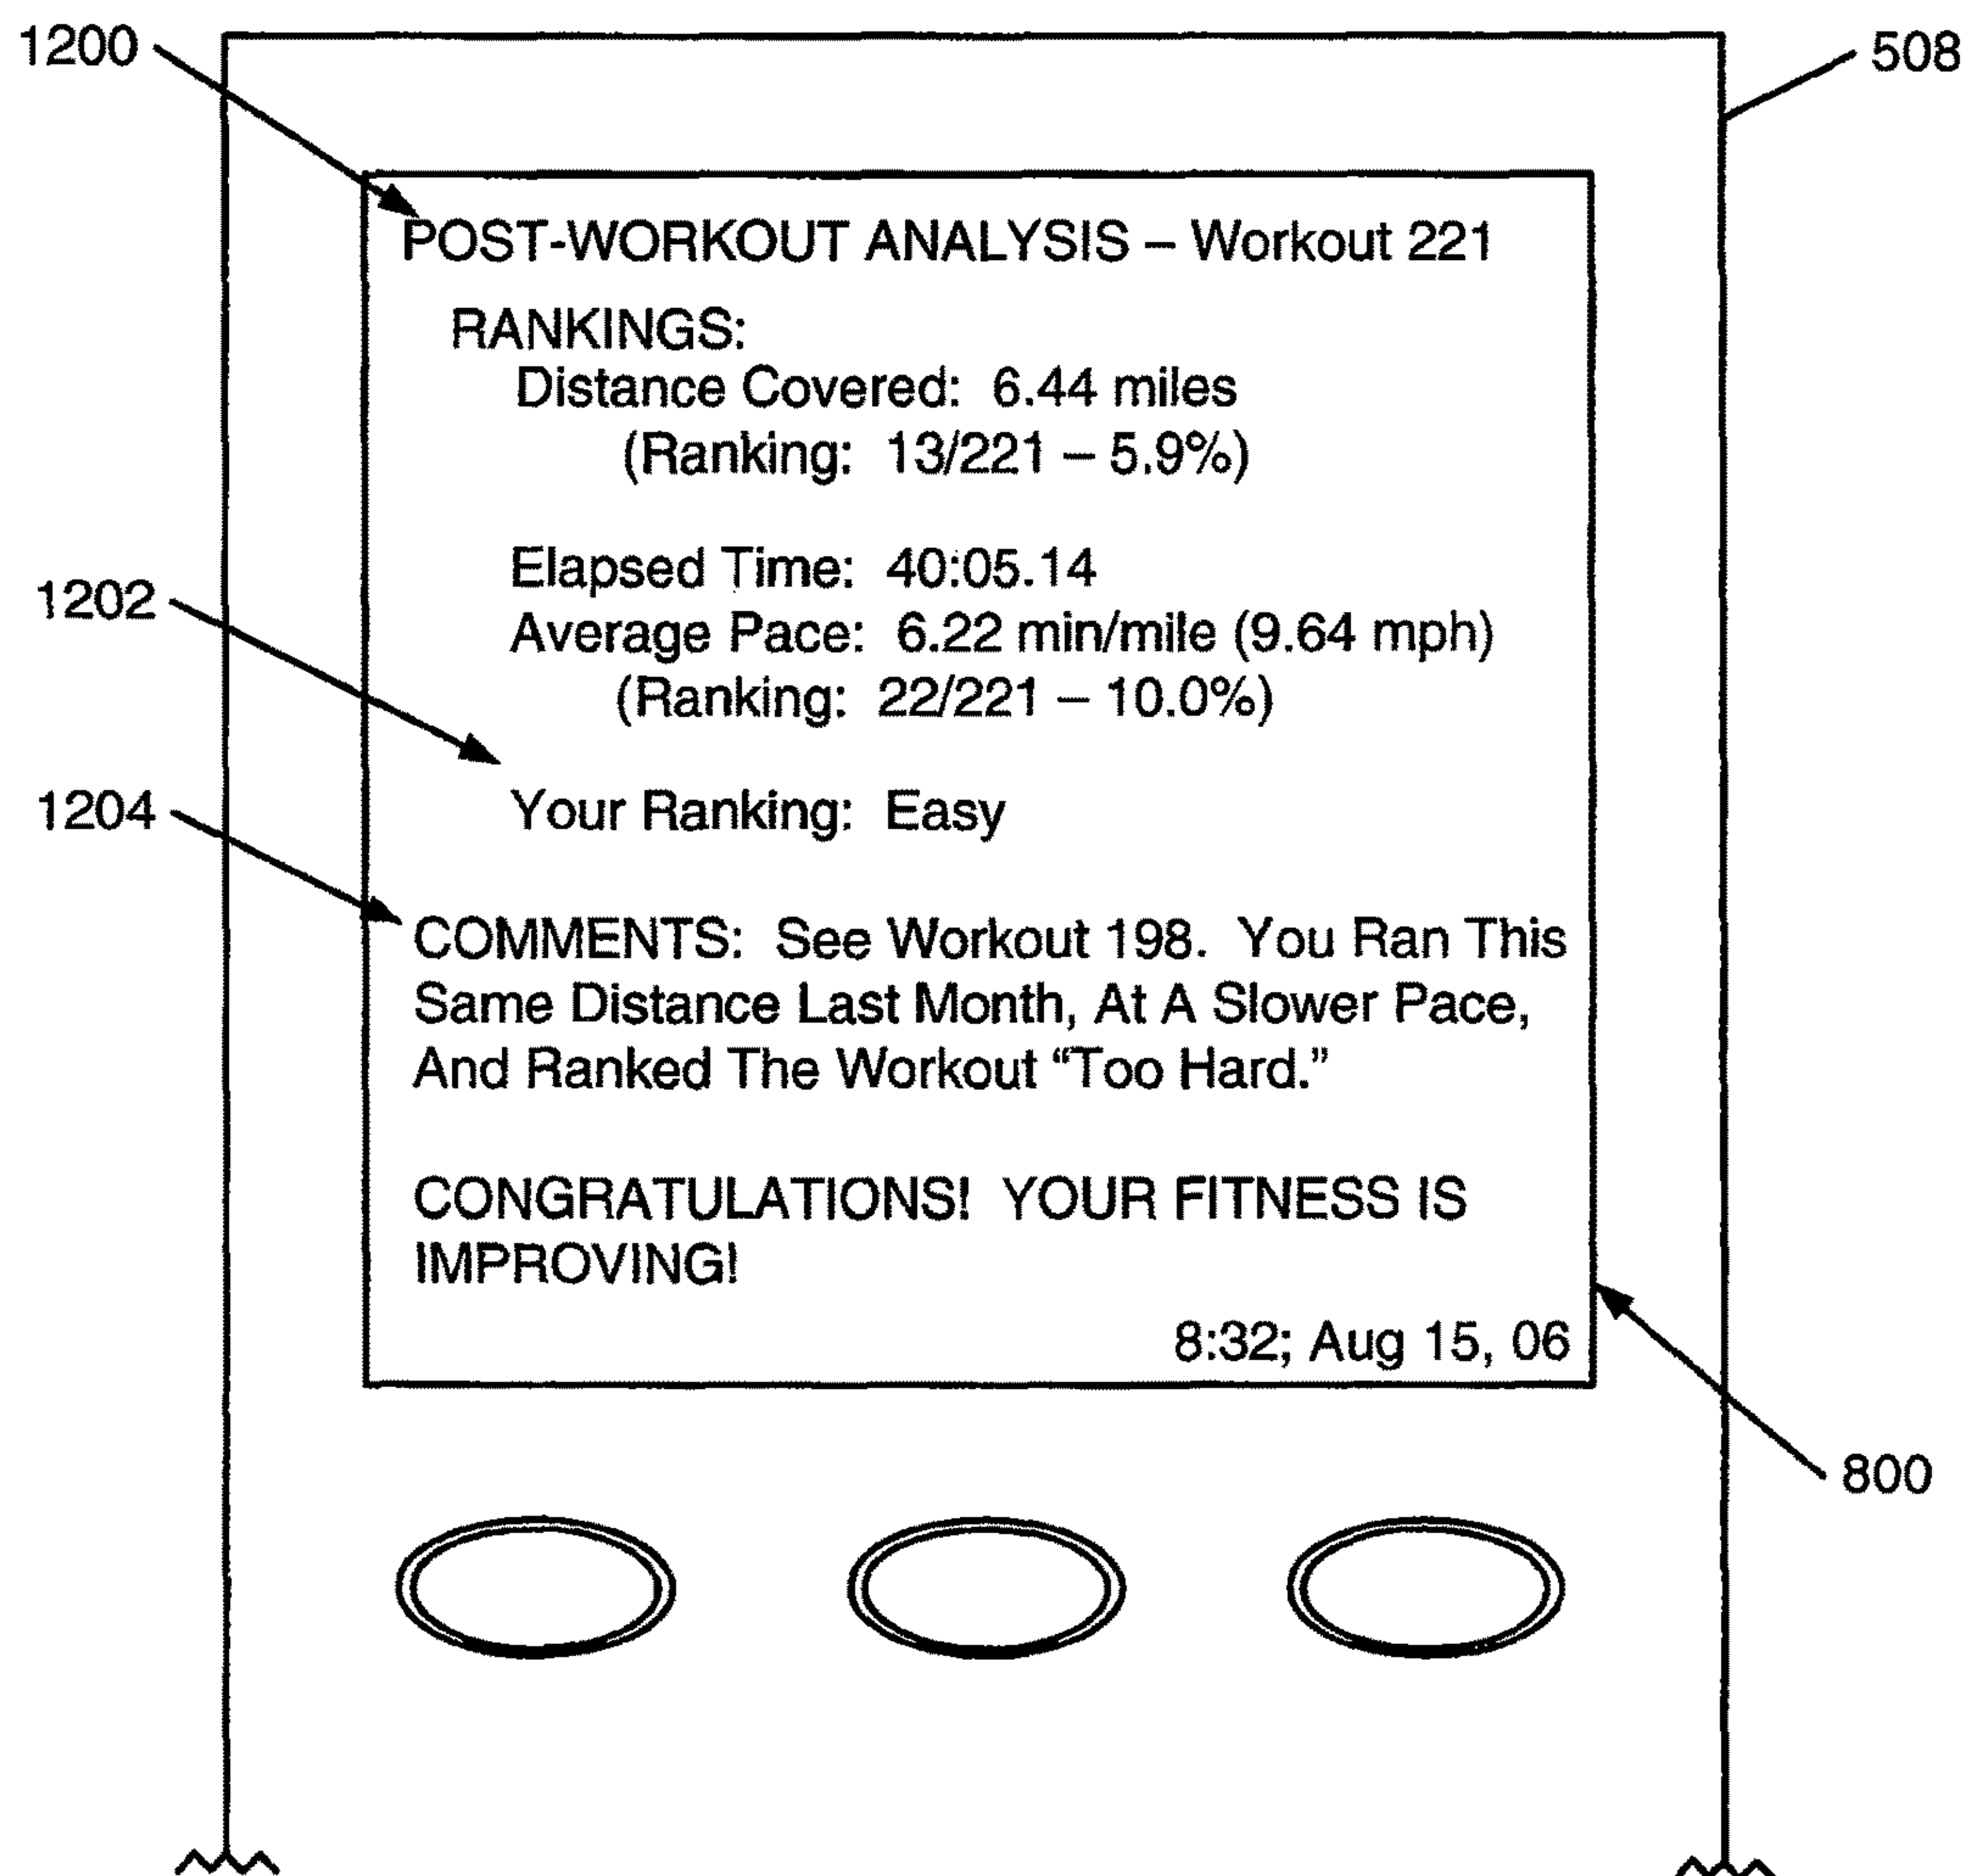 1200
508
POST-WORKOUT ANALYSIS – Workout 221
RANKINGS:
Distance Covered: 6.44 miles
(Ranking: 13/221 – 5.9%)
Elapsed Time: 40:05.14
1202
Average Pace: 6.22 min/mile (9.64 mph)
(Ranking: 22/221 – 10.0%)
1204
Your Ranking: Easy
COMMENTS: See Workout 198. You Ran This
Same Distance Last Month, At A Slower Pace,
And Ranked The Workout “Too Hard.”
CONGRATULATIONS! YOUR FITNESS IS
IMPROVING!
8:32; Aug 15, 06
800